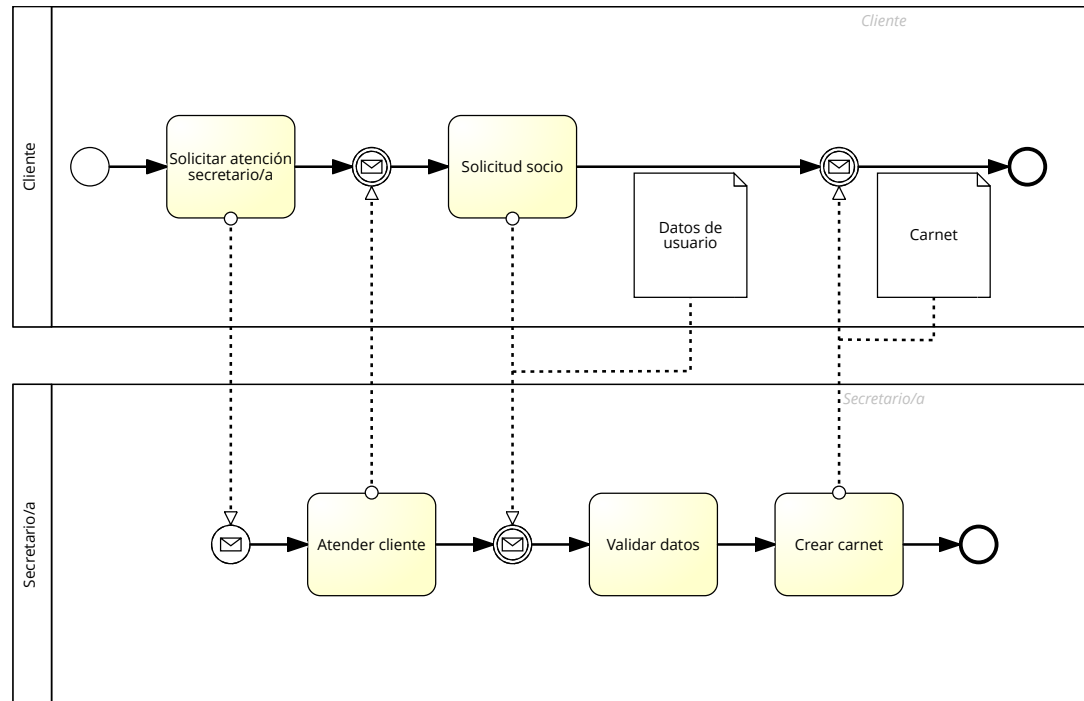 Cliente
Cliente
Solicitar atención
secretario/a
Solicitud socio
Datos de
usuario
Carnet
Secretario/a
Secretario/a
Atender cliente
Validar datos
Crear carnet